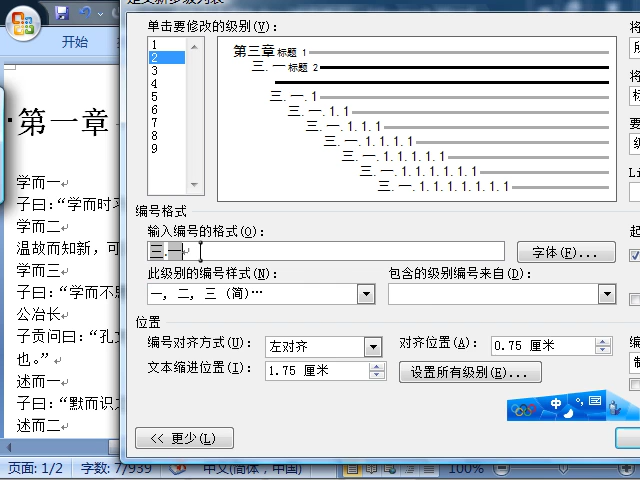 开始
第一章
学而一
子曰：“学而时习
学而二
温故而知新，可
学而三
子曰：“学而不思
公冶长
子贡问曰：“孔文
也。”
述而一
子曰：“默而识之
述而二
页面: 1/2
字数: 7/939
中文(简体，中国)
100%
单击要修改的级别(V):
1
2
3
4
5
6
7
8
9
第三章 标题 1
三.一 标题 2
三.一.1
三.一.1.1
三.一.1.1.1
三.一.1.1.1.1
三.一.1.1.1.1.1
三.一.1.1.1.1.1.1
三.一.1.1.1.1.1.1.1
编号格式
输入编号的格式(O):
三.一
字体(F)...
此级别的编号样式(N):
包含的级别编号来自(D):
一, 二, 三 (简)…
位置
编号对齐方式(U):
左对齐
对齐位置(A):
0.75 厘米
文本缩进位置(I):
1.75 厘米
设置所有级别(E)...
<< 更少(L)
中
将
将
要
Li
起
编